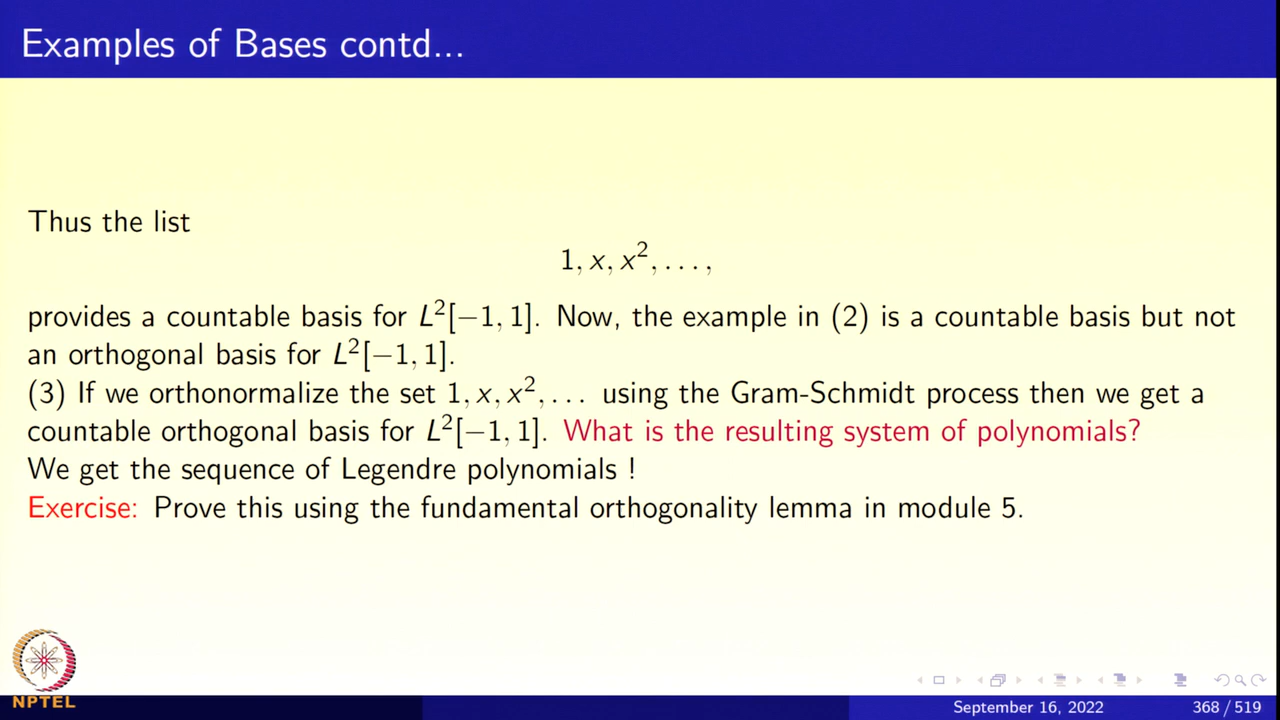 Examples of Bases contd...
Thus the list
1, x, x², . . . ,
provides a countable basis for L²[−1, 1]. Now, the example in (2) is a countable basis but not
an orthogonal basis for L²[−1, 1].
(3) If we orthonormalize the set 1, x, x², . . . using the Gram-Schmidt process then we get a
countable orthogonal basis for L²[−1, 1]. What is the resulting system of polynomials?
We get the sequence of Legendre polynomials !
Exercise: Prove this using the fundamental orthogonality lemma in module 5.
NPTEL
September 16, 2022 368 / 519